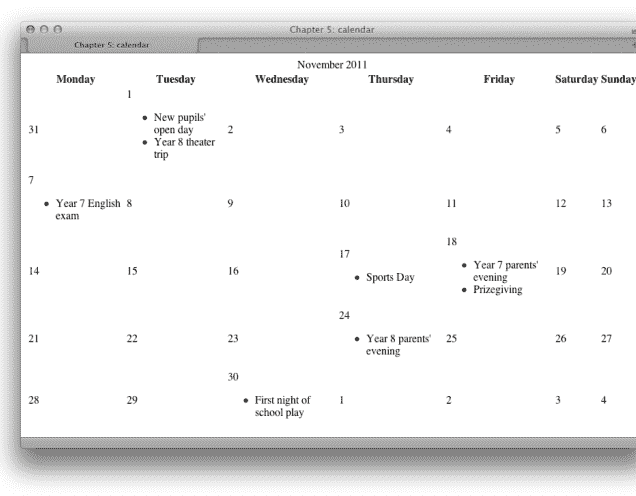 Chapter 5: calendar
Chapter 5: calendar
November 2011
Monday Tuesday Wednesday Thursday Friday Saturday Sunday
1
• New pupils'
open day
• Year 8 theater
trip
31 2 3 4 5 6
7
• Year 7 English
exam
8 9 10 11 12 13
17
• Sports Day
18
• Year 7 parents'
evening
• Prizegiving
14 15 16 19 20
24
• Year 8 parents'
evening
21 22 23 25 26 27
30
• First night of
school play
28 29 1 2 3 4